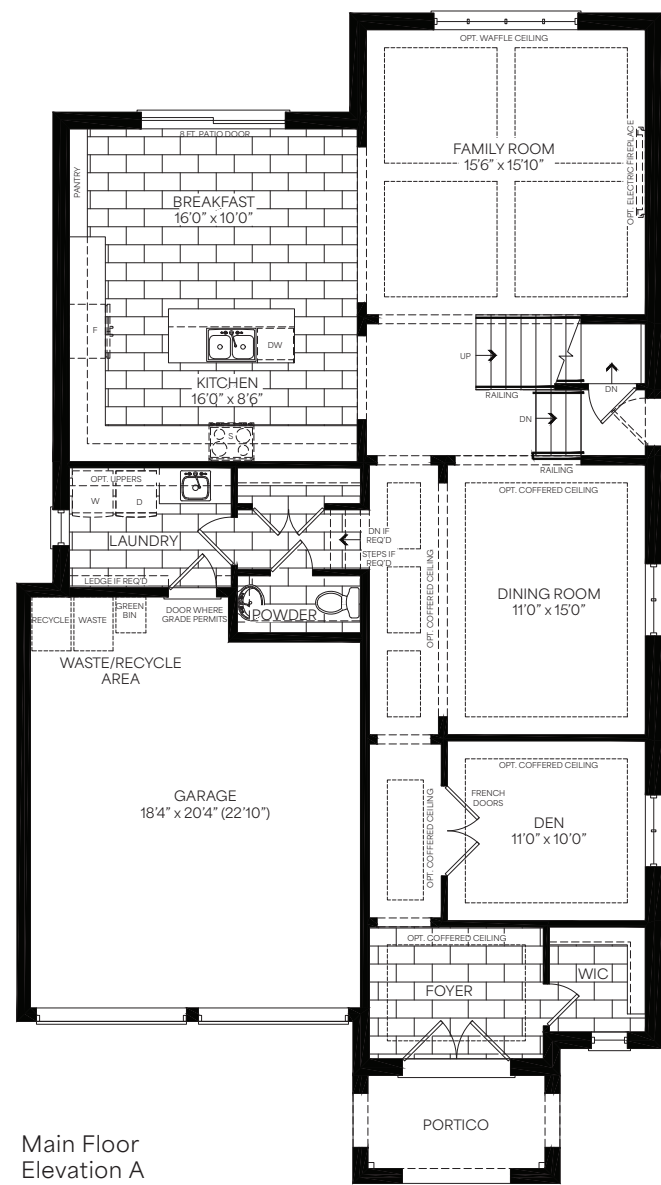 OPT. WAFFLE CEILING
FAMILY ROOM
15'6" x 15'10"
OPT. ELECTRIC FIREPLACE
8 FT. PATIO DOOR
PANTRY
BREAKFAST
16'0" x 10'0"
F
DW
KITCHEN
16'0" x 8'6"
S
UP
RAILING
DN
DN
RAILING
OPT. UPPERS
W
D
LAUNDRY
LEDGE IF REQ'D
DN IF
REQ'D
STEPS IF
REQ'D
OPT. COFFERED CEILING
OPT. COFFERED CEILING
DINING ROOM
11'0" x 15'0"
POWDER
RECYCLE
WASTE
GREEN
BIN
DOOR WHERE
GRADE PERMITS
WASTE/RECYCLE
AREA
GARAGE
18'4" x 20'4" (22'10")
OPT. COFFERED CEILING
OPT. COFFERED CEILING
FRENCH
DOORS
DEN
11'0" x 10'0"
OPT. COFFERED CEILING
FOYER
WIC
PORTICO
Main Floor
Elevation A